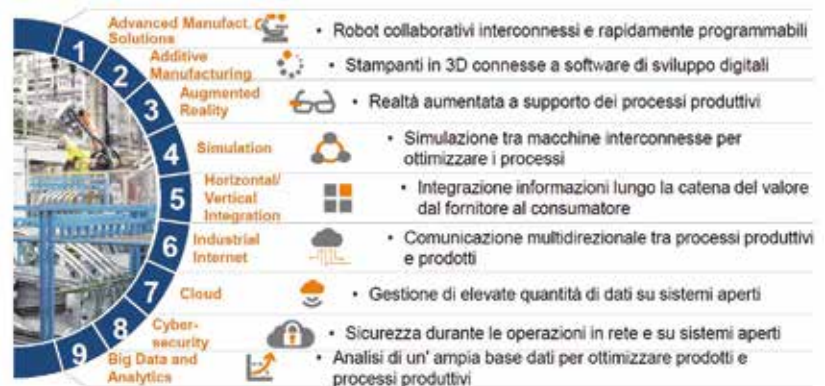 1
Advanced Manufact.
Solutions
• Robot collaborativi interconnessi e rapidamente programmabili
2
Additive
Manufacturing
• Stampanti in 3D connesse a software di sviluppo digitali
3
Augmented
Reality
• Realtà aumentata a supporto dei processi produttivi
4
Simulation
• Simulazione tra macchine interconnesse per
ottimizzare i processi
5
Horizontal/
Vertical
Integration
• Integrazione informazioni lungo la catena del valore
dal fornitore al consumatore
6
Industrial
Internet
• Comunicazione multidirezionale tra processi produttivi
e prodotti
7
Cloud
• Gestione di elevate quantità di dati su sistemi aperti
8
Cyber-
security
• Sicurezza durante le operazioni in rete e su sistemi aperti
9
Big Data and
Analytics
• Analisi di un' ampia base dati per ottimizzare prodotti e
processi produttivi